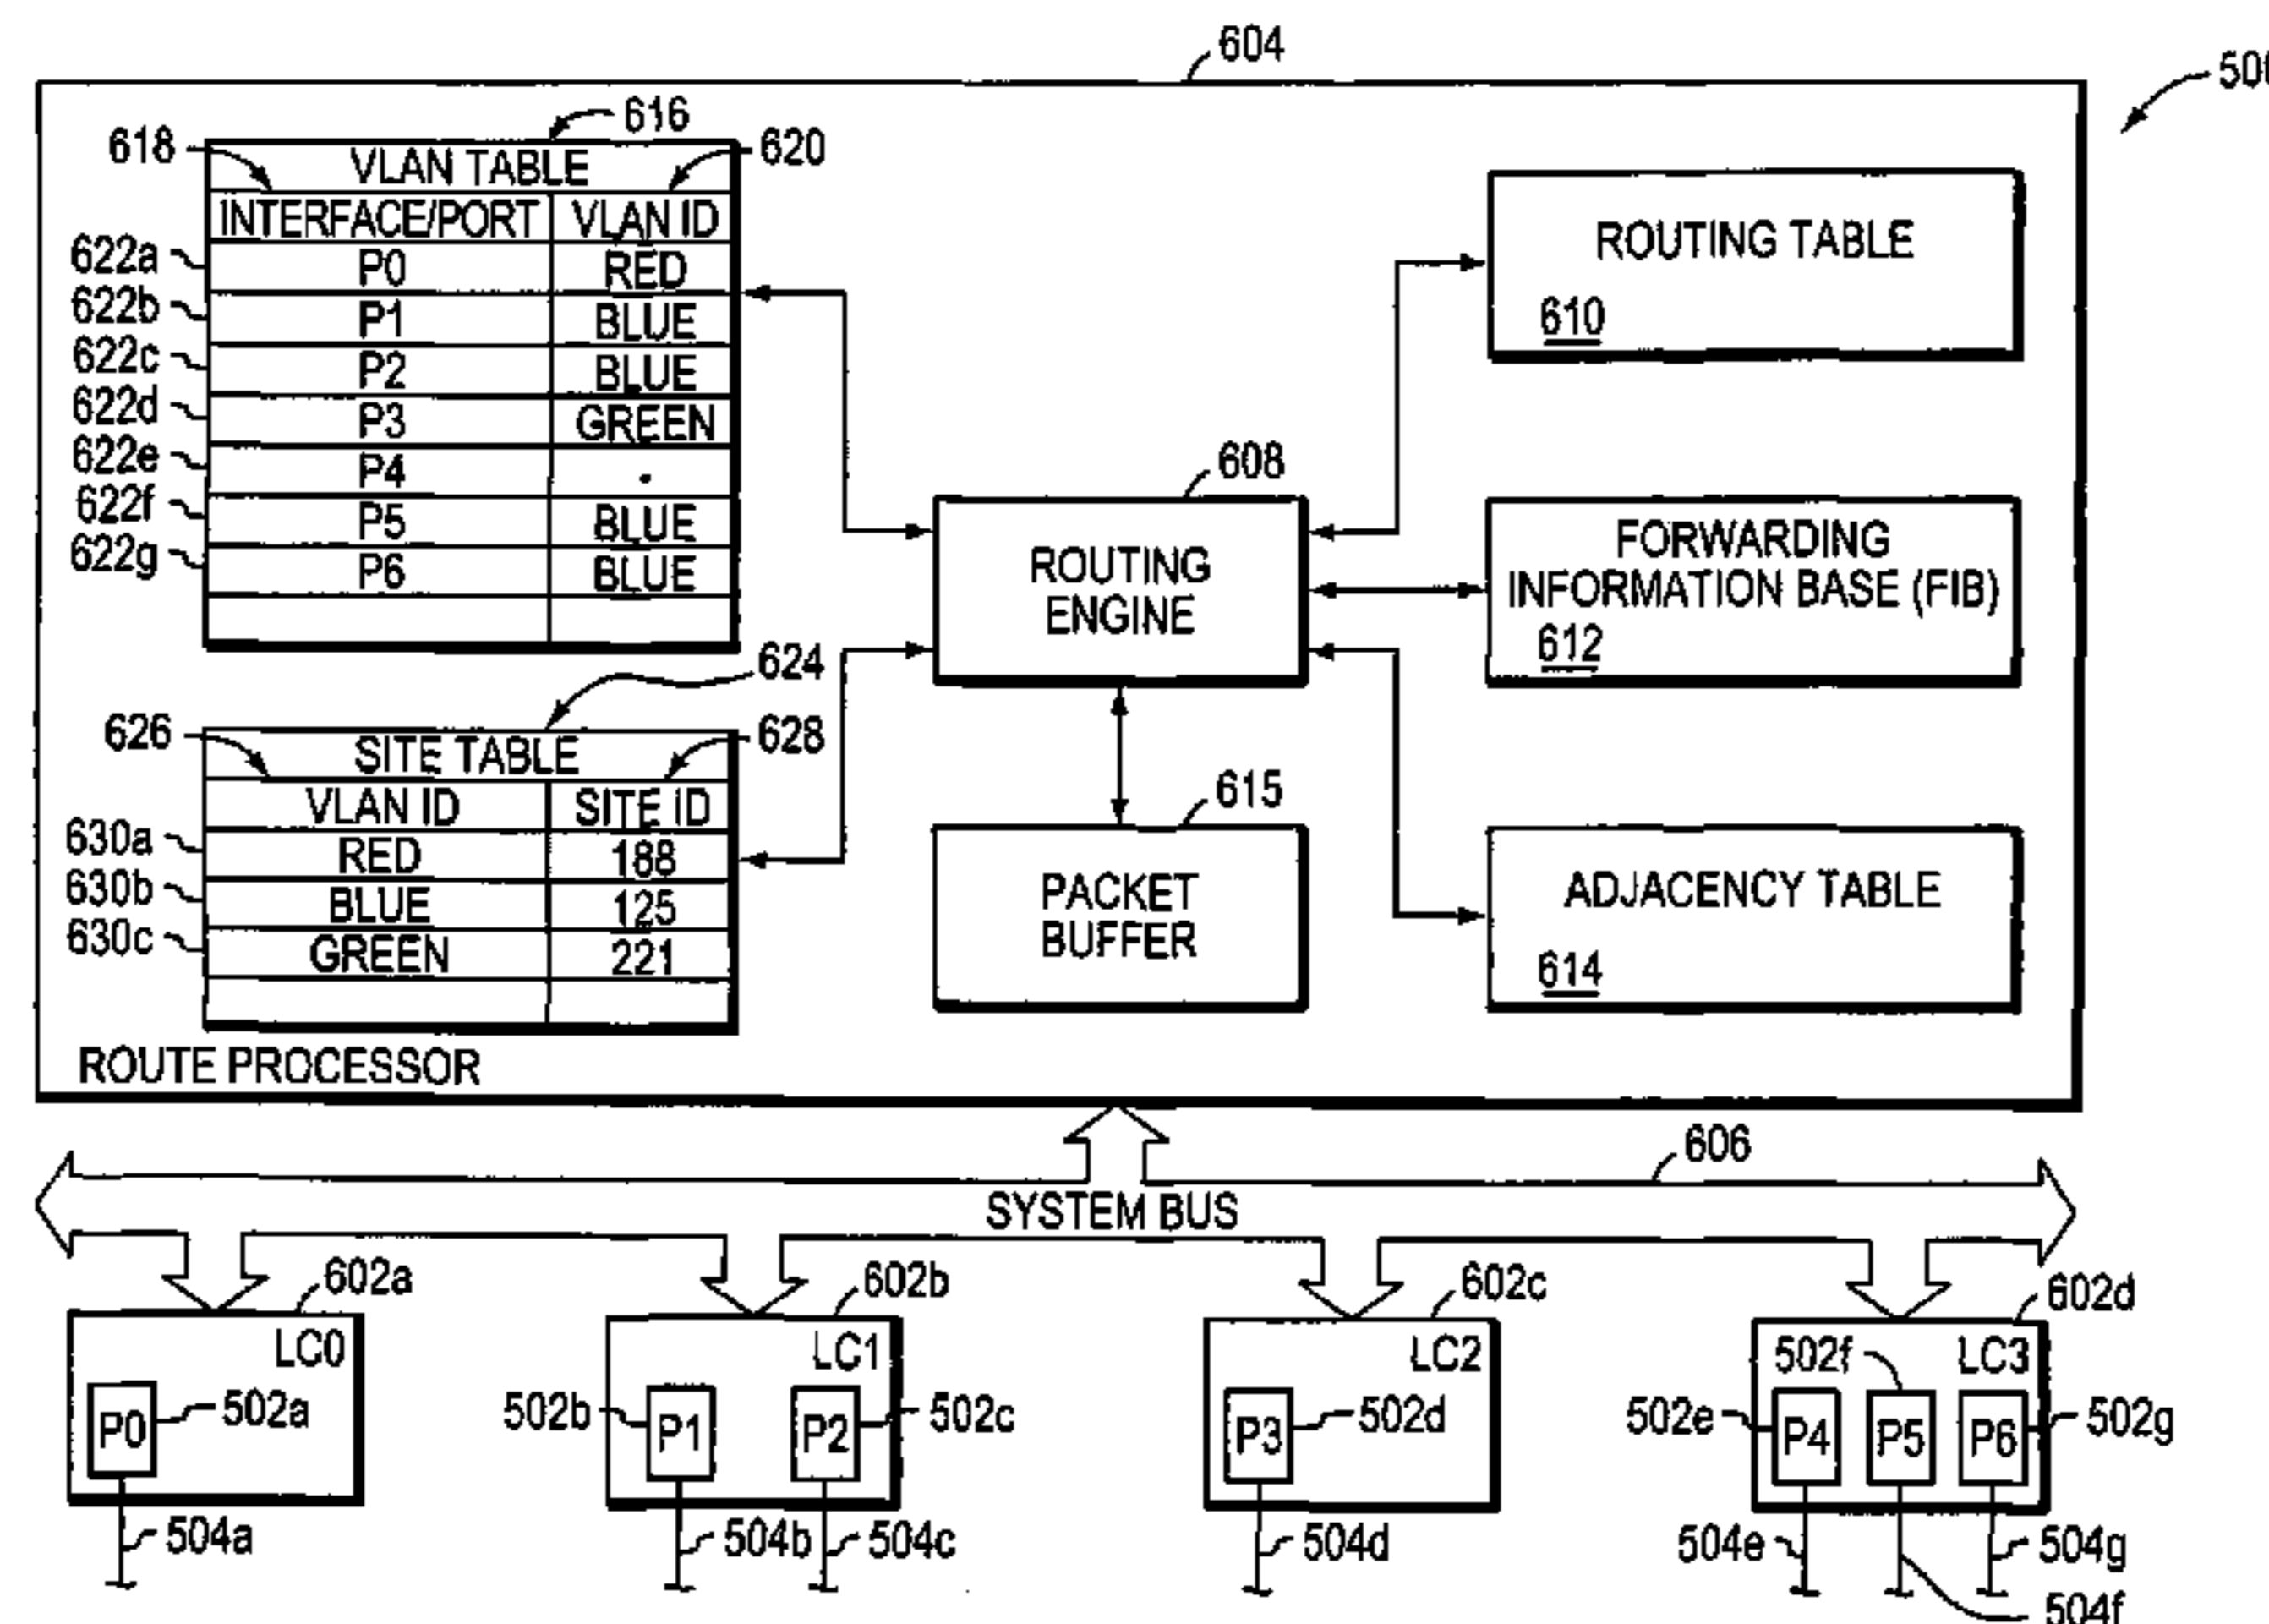 604
500
616
618
620
VLAN TABLE
INTERFACE/PORT VLAN ID
622a P0 RED
622b P1 BLUE
622c P2 BLUE
622d P3 GREEN
622e P4 .
622f P5 BLUE
622g P6 BLUE
ROUTING TABLE
610
608
ROUTING
ENGINE
FORWARDING
INFORMATION BASE (FIB)
612
624
626
628
SITE TABLE
VLAN ID SITE ID
630a RED 188
630b BLUE 125
630c GREEN 221
615
PACKET
BUFFER
ADJACENCY TABLE
614
ROUTE PROCESSOR
606
SYSTEM BUS
602a
LC0
P0 502a
504a
602b
LC1
502b P1 P2 502c
504b 504c
602c
LC2
P3 502d
504d
602d
502f LC3
502e P4 P5 P6 502g
504e 504g
504f